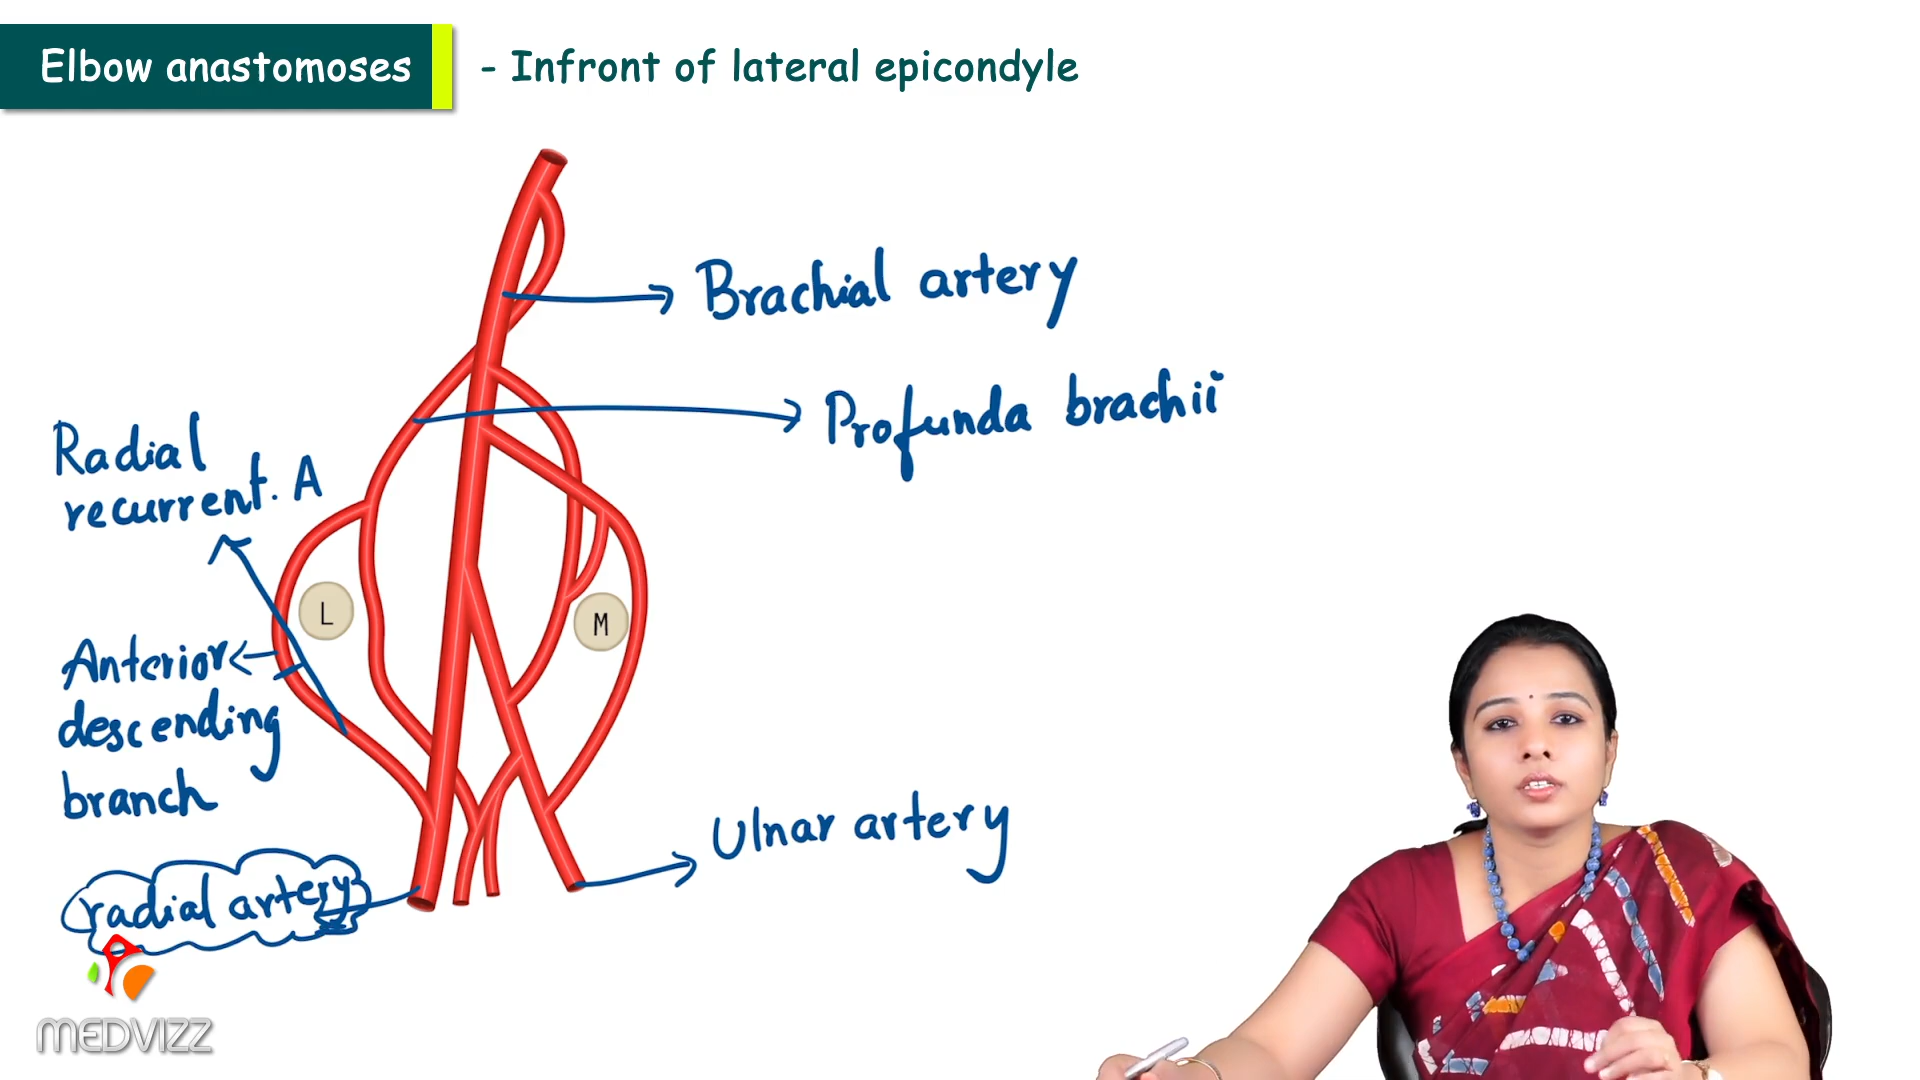 Elbow anastomoses - Infront of lateral epicondyle
Brachial artery
Profunda brachii
Radial
recurrent. A
L
M
Anterior
descending
branch
Ulnar artery
radial artery
MEDVIZZ